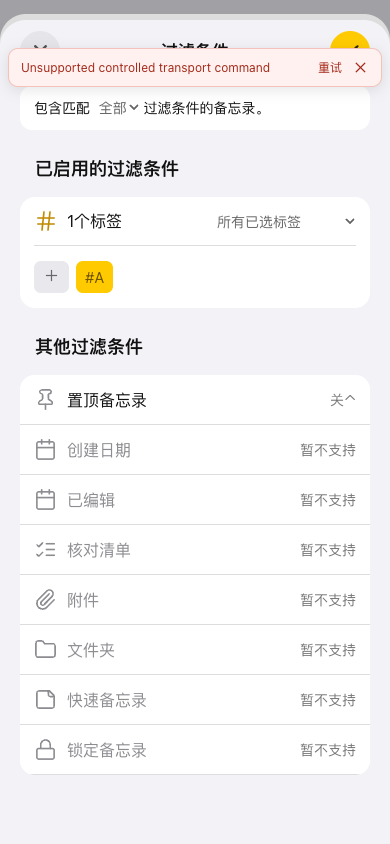 过滤条件
Unsupported controlled transport command 重试
包含匹配 全部 过滤条件的备忘录。
已启用的过滤条件
1个标签 所有已选标签
#A
其他过滤条件
置顶备忘录 关
创建日期 暂不支持
已编辑 暂不支持
核对清单 暂不支持
附件 暂不支持
文件夹 暂不支持
快速备忘录 暂不支持
锁定备忘录 暂不支持